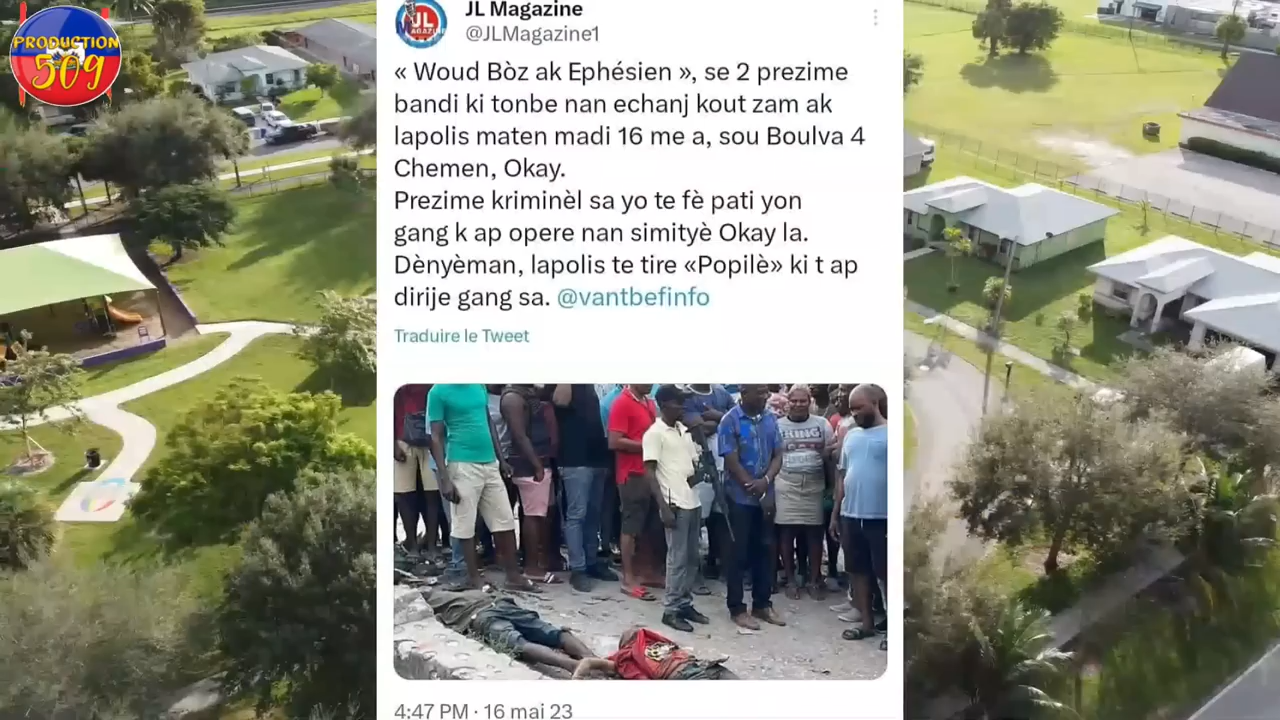 PRODUCTION
509
JL
MAGAZINE
JL Magazine
@JLMagazine1
« Woud Bòz ak Ephésien », se 2 prezime
bandi ki tonbe nan echanj kout zam ak
lapolis maten madi 16 me a, sou Boulva 4
Chemen, Okay.
Prezime kriminèl sa yo te fè pati yon
gang k ap opere nan simityè Okay la.
Dènyèman, lapolis te tire «Popilè» ki t ap
dirije gang sa. @vantbefinfo
Traduire le Tweet
KING
4:47 PM · 16 mai 23